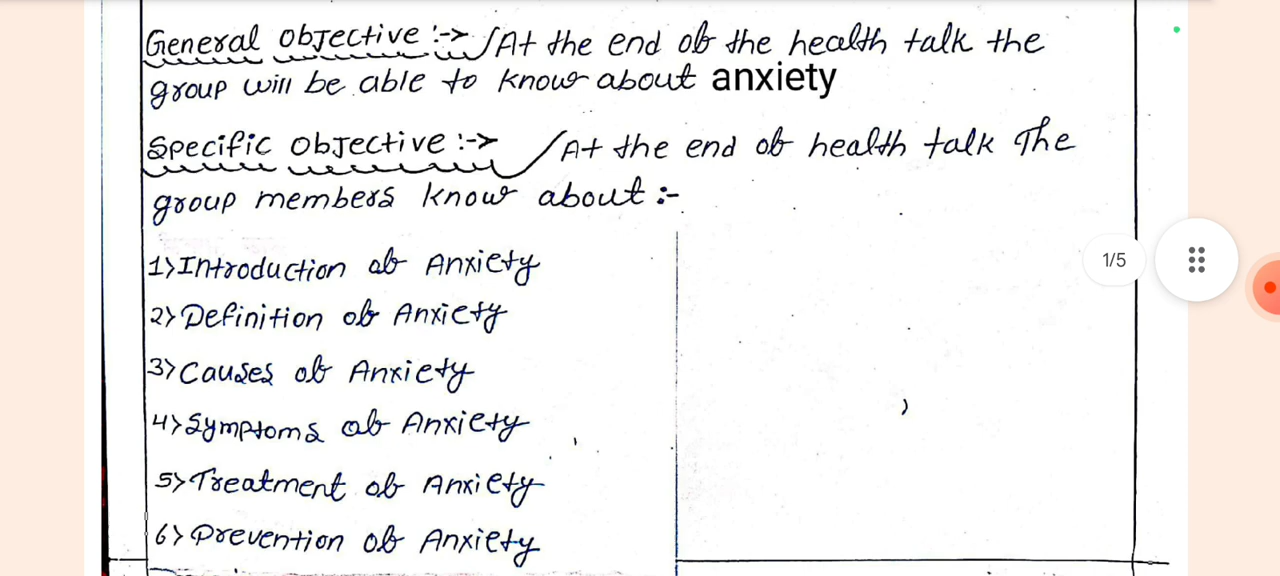 General Objective :-> At the end of the health talk the
group will be able to know about anxiety
Specific Objective :-> At the end of health talk The
group members know about :-
1) Introduction of Anxiety
2) Definition of Anxiety
3) Causes of Anxiety
4) Symptoms of Anxiety
5) Treatment of Anxiety
6) Prevention of Anxiety
1/5